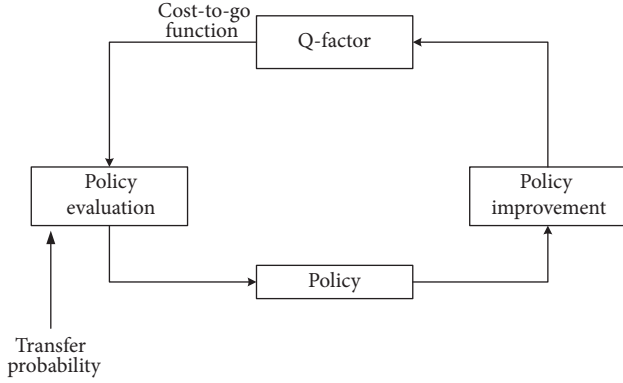 Cost-to-go
function
Q-factor
Policy
evaluation
Policy
improvement
Policy
Transfer
probability